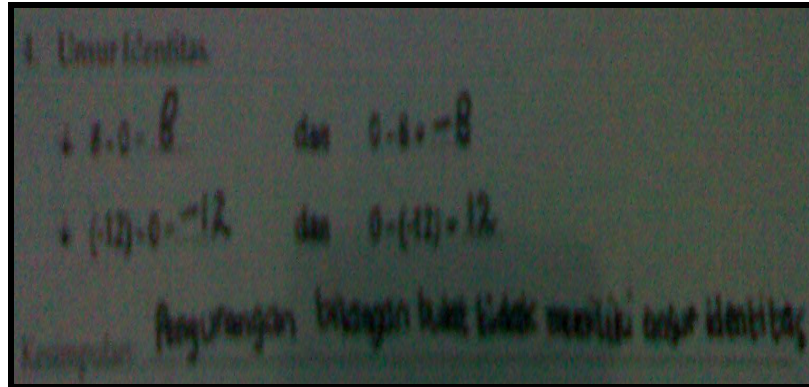 4. Unsur Identitas
8 - 0 = 8 dan 0 - 8 = -8
(-12) - 0 = -12 dan 0 - (-12) = 12
Kesimpulan Pengurangan bilangan bulat tidak memiliki unsur identitas